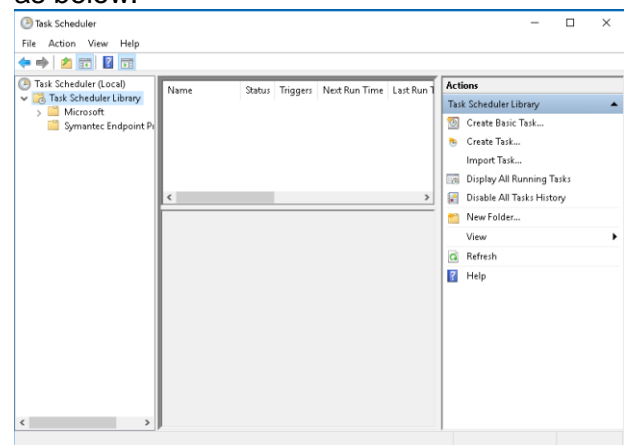 as below:
Task Scheduler
File Action View Help
Task Scheduler (Local)
Task Scheduler Library
Microsoft
Symantec Endpoint
Name Status Triggers Next Run Time Last Run
Actions
Task Scheduler Library
Create Basic Task...
Create Task...
Import Task...
Display All Running Tasks
Disable All Tasks History
New Folder...
View
Refresh
Help